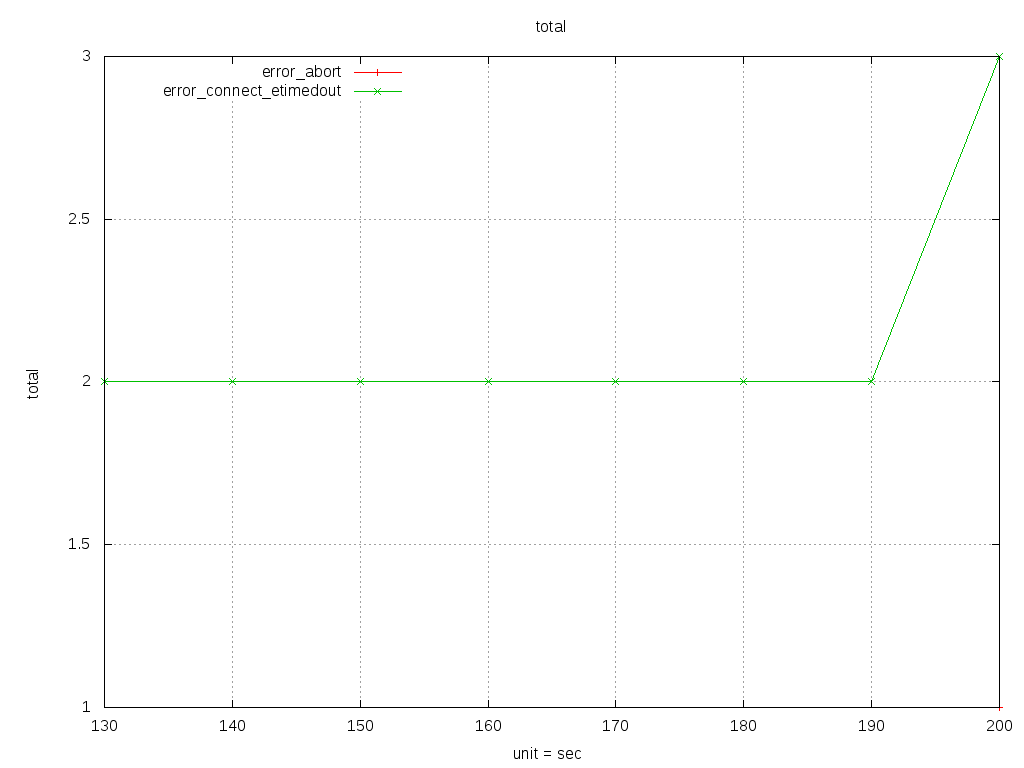 total
3
error_abort
error_connect_etimedout
2.5
total
2
1.5
1
130 140 150 160 170 180 190 200
unit = sec